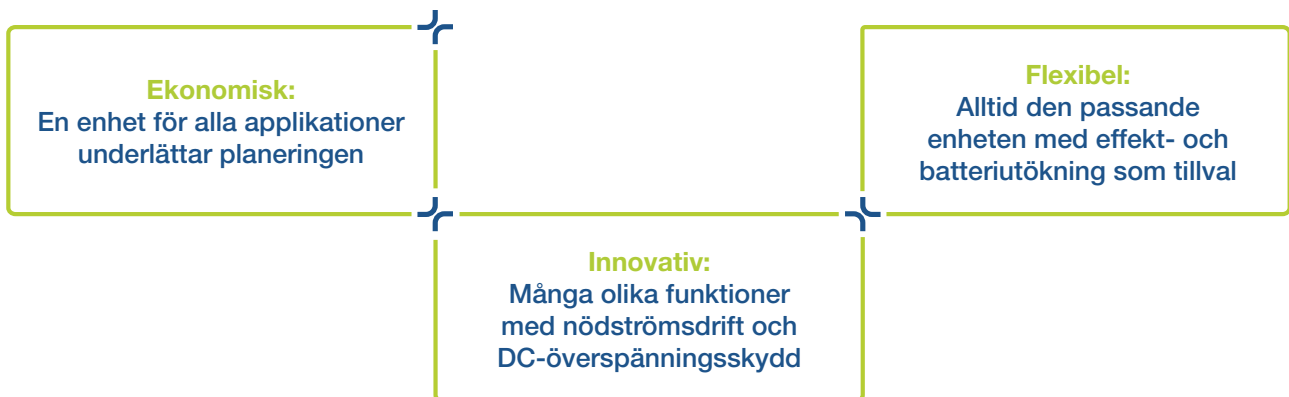 Ekonomisk:
En enhet för alla applikationer
underlättar planeringen
Flexibel:
Alltid den passande
enheten med effekt- och
batteriutökning som tillval
Innovativ:
Många olika funktioner
med nödströmsdrift och
DC-överspänningsskydd